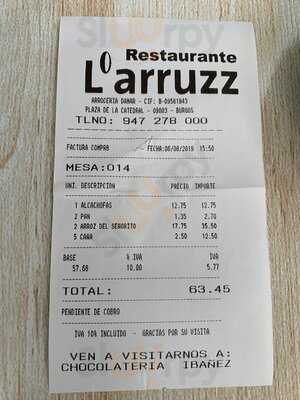 Restaurante
L'arruzz
ARROCERIA DANAR - CIF: B-09561843
PLAZA DE LA CATEDRAL - 09003 - BURGOS
TLNO: 947 278 000
FACTURA COMPRB FECHA:06/08/2019 15:50
MESA:014
UNI. DESCRIPCION PRECIO IMPORTE
1 ALCACHOFAS 12.75 12.75
2 PAN 1.35 2.70
2 ARROZ DEL SEÑORITO 17.75 35.50
5 CAÑA 2.50 12.50
BASE % IVA IVA
57.68 10.00 5.77
TOTAL: 63.45
PENDIENTE DE COBRO
IVA 10% INCLUIDO - GRACIAS POR SU VISITA
VEN A VISITARNOS A:
CHOCOLATERIA IBAÑEZ